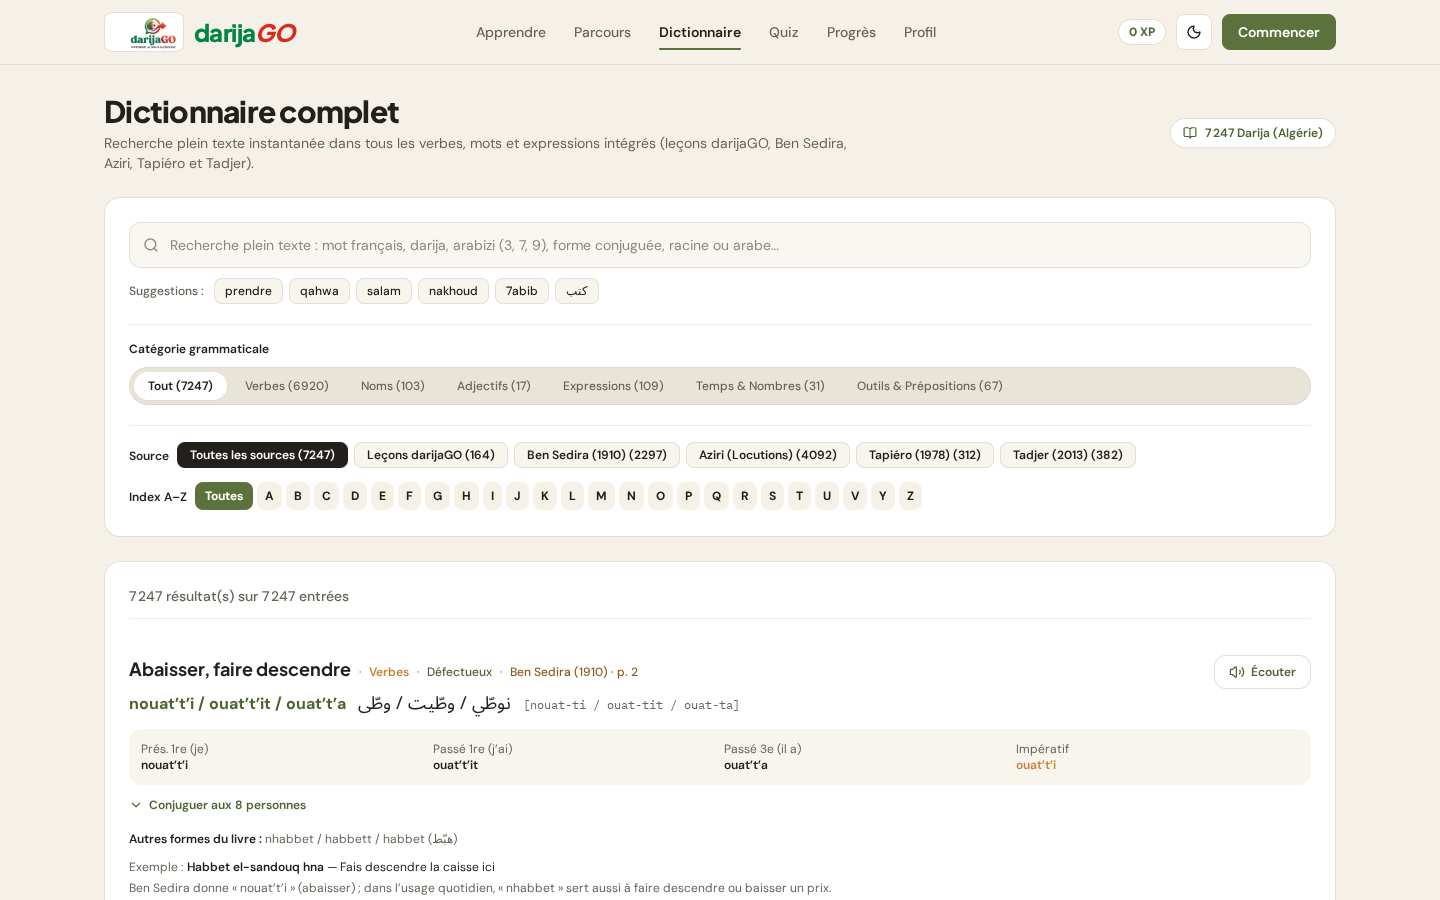 darijaGO
darijaGO
Apprendre
Parcours
Dictionnaire
Quiz
Progrès
Profil
0 XP
Commencer
Dictionnaire complet
Recherche plein texte instantanée dans tous les verbes, mots et expressions intégrés (leçons darijaGO, Ben Sedira,
Aziri, Tapiéro et Tadjer).
7 247 Darija (Algérie)
Recherche plein texte : mot français, darija, arabizi (3, 7, 9), forme conjuguée, racine ou arabe…
Suggestions : prendre qahwa salam nakhoud 7abib كتب
Catégorie grammaticale
Tout (7247) Verbes (6920) Noms (103) Adjectifs (17) Expressions (109) Temps & Nombres (31) Outils & Prépositions (67)
Source Toutes les sources (7247) Leçons darijaGO (164) Ben Sedira (1910) (2297) Aziri (Locutions) (4092) Tapiéro (1978) (312) Tadjer (2013) (382)
Index A–Z Toutes A B C D E F G H I J K L M N O P Q R S T U V Y Z
7 247 résultat(s) sur 7 247 entrées
Abaisser, faire descendre · Verbes · Défectueux · Ben Sedira (1910) · p. 2
Écouter
nouat’t’i / ouat’t’it / ouat’t’a نوطّي / وطّيت / وطّى [nouat-ti / ouat-tit / ouat-ta]
Prés. 1re (je) Passé 1re (j’ai) Passé 3e (il a) Impératif
nouat’t’i ouat’t’it ouat’t’a ouat’t’i
Conjuguer aux 8 personnes
Autres formes du livre : nhabbet / habbett / habbet (هبّط)
Exemple : Habbet el-sandouq hna — Fais descendre la caisse ici
Ben Sedira donne « nouat’t’i » (abaisser) ; dans l’usage quotidien, « nhabbet » sert aussi à faire descendre ou baisser un prix.